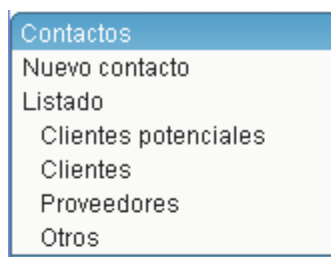 Contactos
Nuevo contacto
Listado
Clientes potenciales
Clientes
Proveedores
Otros